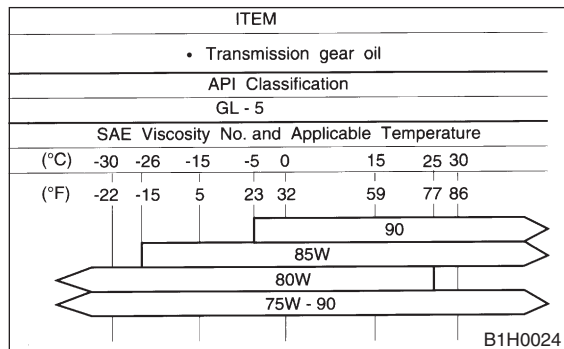 ITEM
• Transmission gear oil
API Classification
GL - 5
SAE Viscosity No. and Applicable Temperature
(°C) -30 -26 -15 -5 0 15 25 30
(°F) -22 -15 5 23 32 59 77 86
90
85W
80W
75W - 90
B1H0024